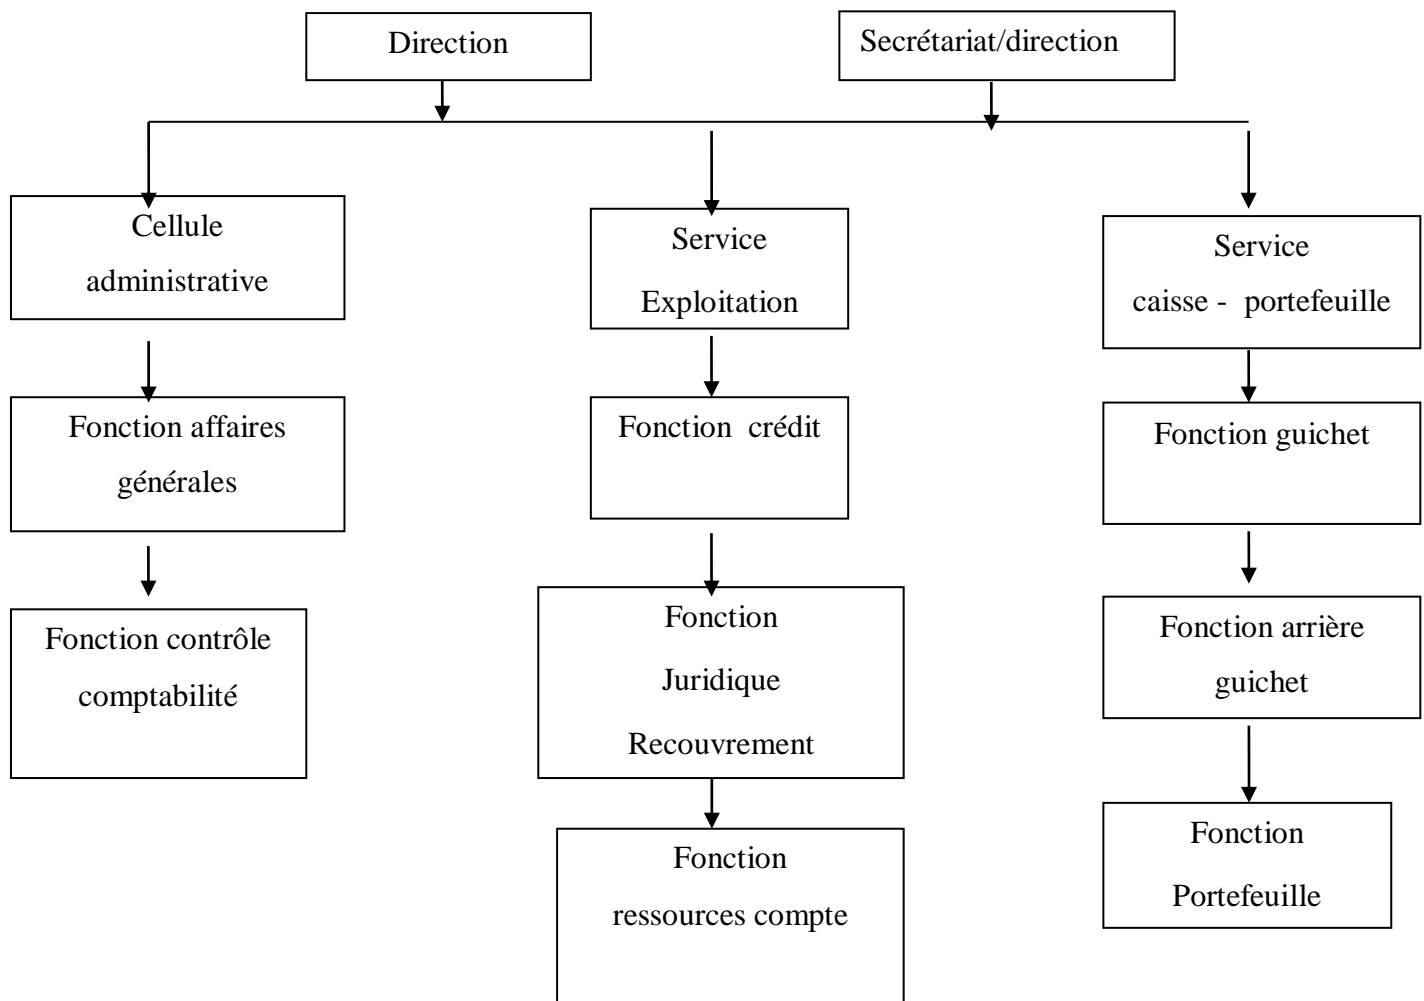 Direction
Secrétariat/direction
Cellule
administrative
Service
Exploitation
Service
caisse - portefeuille
Fonction affaires
générales
Fonction crédit
Fonction guichet
Fonction contrôle
comptabilité
Fonction
Juridique
Recouvrement
Fonction arrière
guichet
Fonction
ressources compte
Fonction
Portefeuille